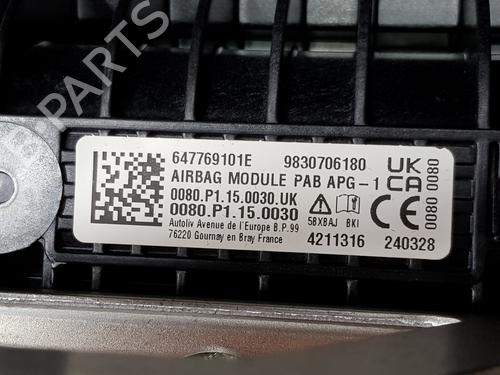 B-PARTS
647769101E 9830706180
AIRBAG MODULE PAB APG-1
0080.P1.15.0030.UK
0080.P1.15.0030
Autoliv Avenue de l'Europe B.P.99
76220 Gournay en Bray France
58XBAJ BKI
4211316 240328
UK
CA
CE
0080 0080